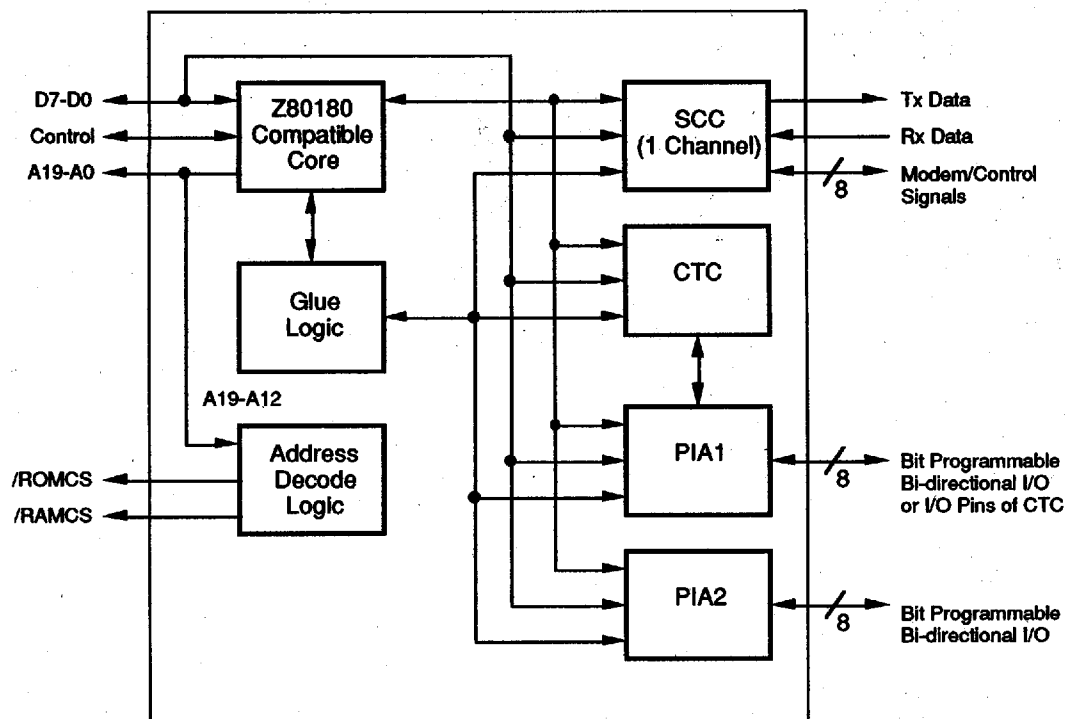 D7-D0
Control
A19-A0
Z80180
Compatible
Core
SCC
(1 Channel)
Tx Data
Rx Data
8
Modem/Control
Signals
Glue
Logic
CTC
A19-A12
Address
Decode
Logic
/ROMCS
/RAMCS
PIA1
8
Bit Programmable
Bi-directional I/O
or I/O Pins of CTC
PIA2
8
Bit Programmable
Bi-directional I/O